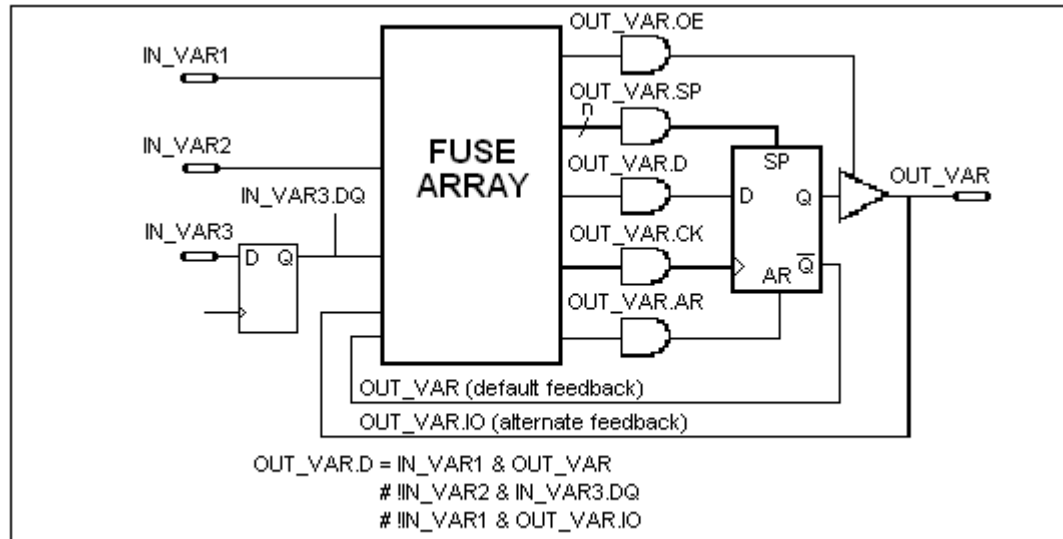 OUT_VAR.OE
IN_VAR1
OUT_VAR.SP
n
FUSE
ARRAY
IN_VAR2
OUT_VAR.D
SP
OUT_VAR
IN_VAR3.DQ
D Q
IN_VAR3
OUT_VAR.CK
D Q
Q
AR
OUT_VAR.AR
OUT_VAR (default feedback)
OUT_VAR.IO (alternate feedback)
OUT_VAR.D = IN_VAR1 & OUT_VAR
# !IN_VAR2 & IN_VAR3.DQ
# !IN_VAR1 & OUT_VAR.IO